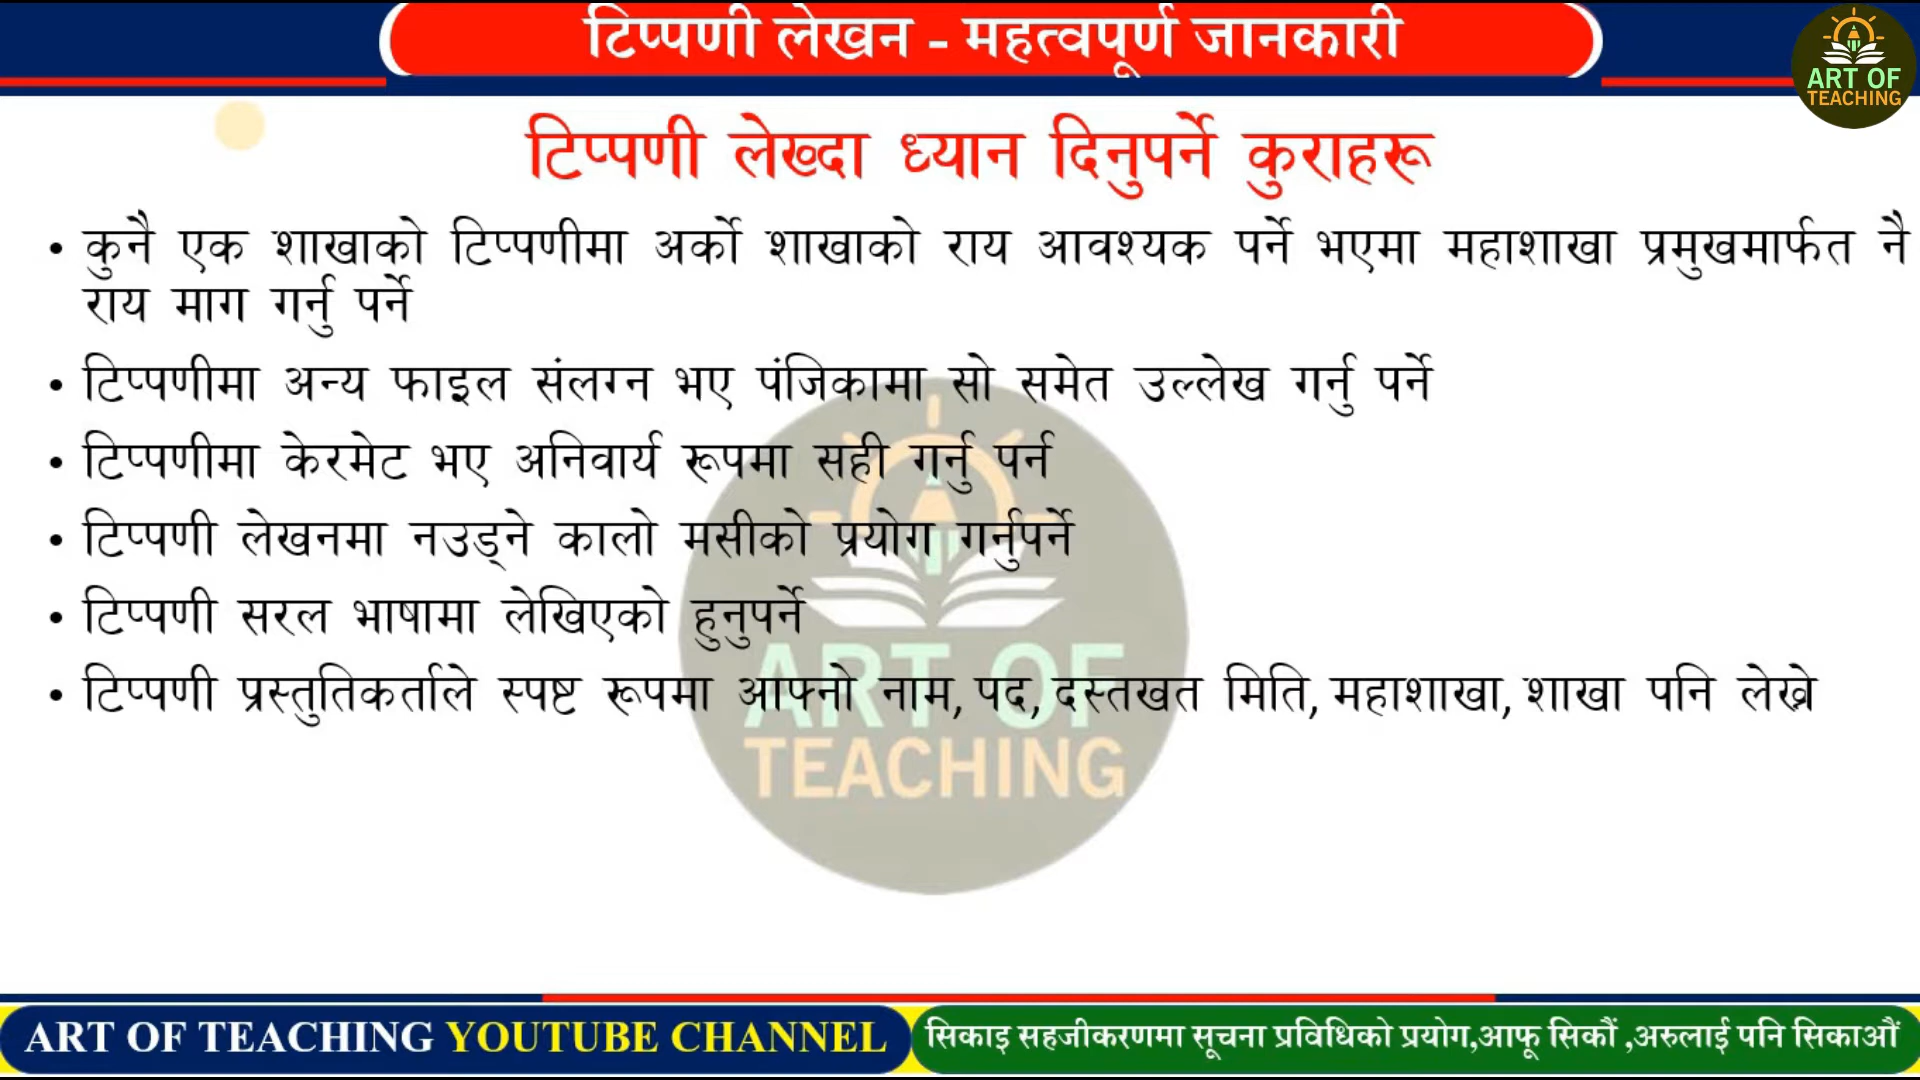 टिप्पणी लेखन - महत्वपूर्ण जानकारी
ART OF
TEACHING
टिप्पणी लेख्दा ध्यान दिनुपर्ने कुराहरू
• कुनै एक शाखाको टिप्पणीमा अर्को शाखाको राय आवश्यक पर्ने भएमा महाशाखा प्रमुखमार्फत नै
राय माग गर्नु पर्ने
• टिप्पणीमा अन्य फाइल संलग्न भए पंजिकामा सो समेत उल्लेख गर्नु पर्ने
• टिप्पणीमा केरमेट भए अनिवार्य रूपमा सही गर्नु पर्न
• टिप्पणी लेखनमा नउड्ने कालो मसीको प्रयोग गर्नुपर्ने
• टिप्पणी सरल भाषामा लेखिएको हुनुपर्ने
• टिप्पणी प्रस्तुतिकर्ताले स्पष्ट रूपमा आफ्नो नाम, पद, दस्तखत मिति, महाशाखा, शाखा पनि लेख्ने
ART OF
TEACHING
ART OF TEACHING YOUTUBE CHANNEL
सिकाइ सहजीकरणमा सूचना प्रविधिको प्रयोग,आफू सिकौं ,अरुलाई पनि सिकाऔं